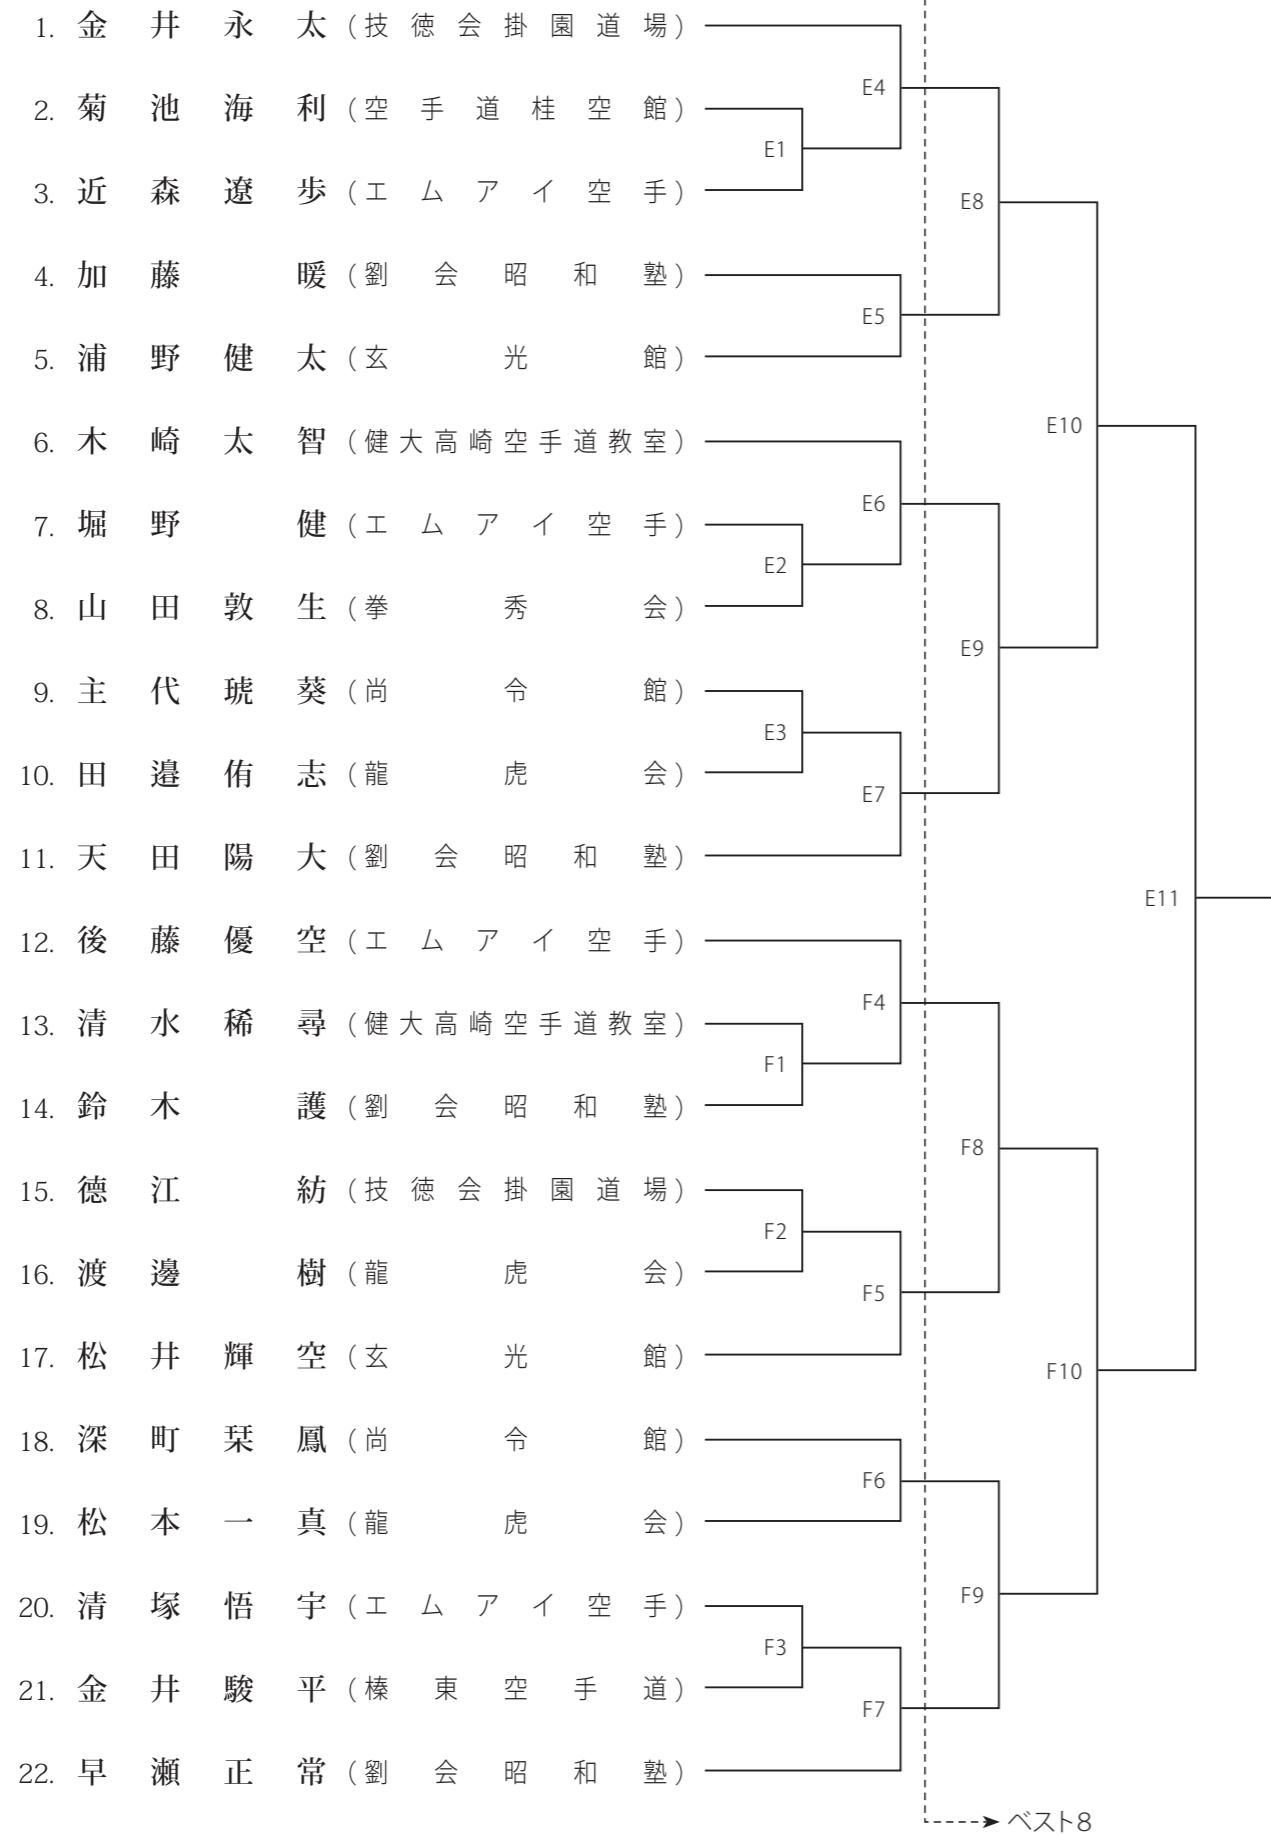 1. 金井永太(技徳会掛園道場)
2. 菊池海利(空手道桂空館)
3. 近森遼歩(エムアイ空手)
4. 加藤暖(劉会昭和塾)
5. 浦野健太(玄光館)
6. 木崎太智(健大高崎空手道教室)
7. 堀野健(エムアイ空手)
8. 山田敦生(拳秀会)
9. 主代琥葵(尚令館)
10. 田邉侑志(龍虎会)
11. 天田陽大(劉会昭和塾)
12. 後藤優空(エムアイ空手)
13. 清水稀尋(健大高崎空手道教室)
14. 鈴木護(劉会昭和塾)
15. 德江紡(技徳会掛園道場)
16. 渡邊樹(龍虎会)
17. 松井輝空(玄光館)
18. 深町栞鳳(尚令館)
19. 松本一真(龍虎会)
20. 清塚悟宇(エムアイ空手)
21. 金井駿平(榛東空手道)
22. 早瀬正常(劉会昭和塾)
E1
E2
E3
F1
F2
F3
E4
E5
E6
E7
F4
F5
F6
F7
E8
E9
F8
F9
E10
F10
E11
ベスト8